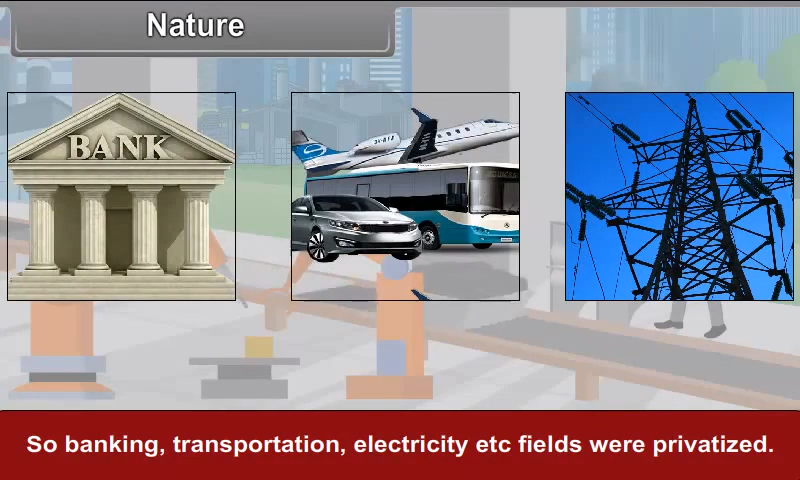 Nature
BANK
So banking, transportation, electricity etc fields were privatized.